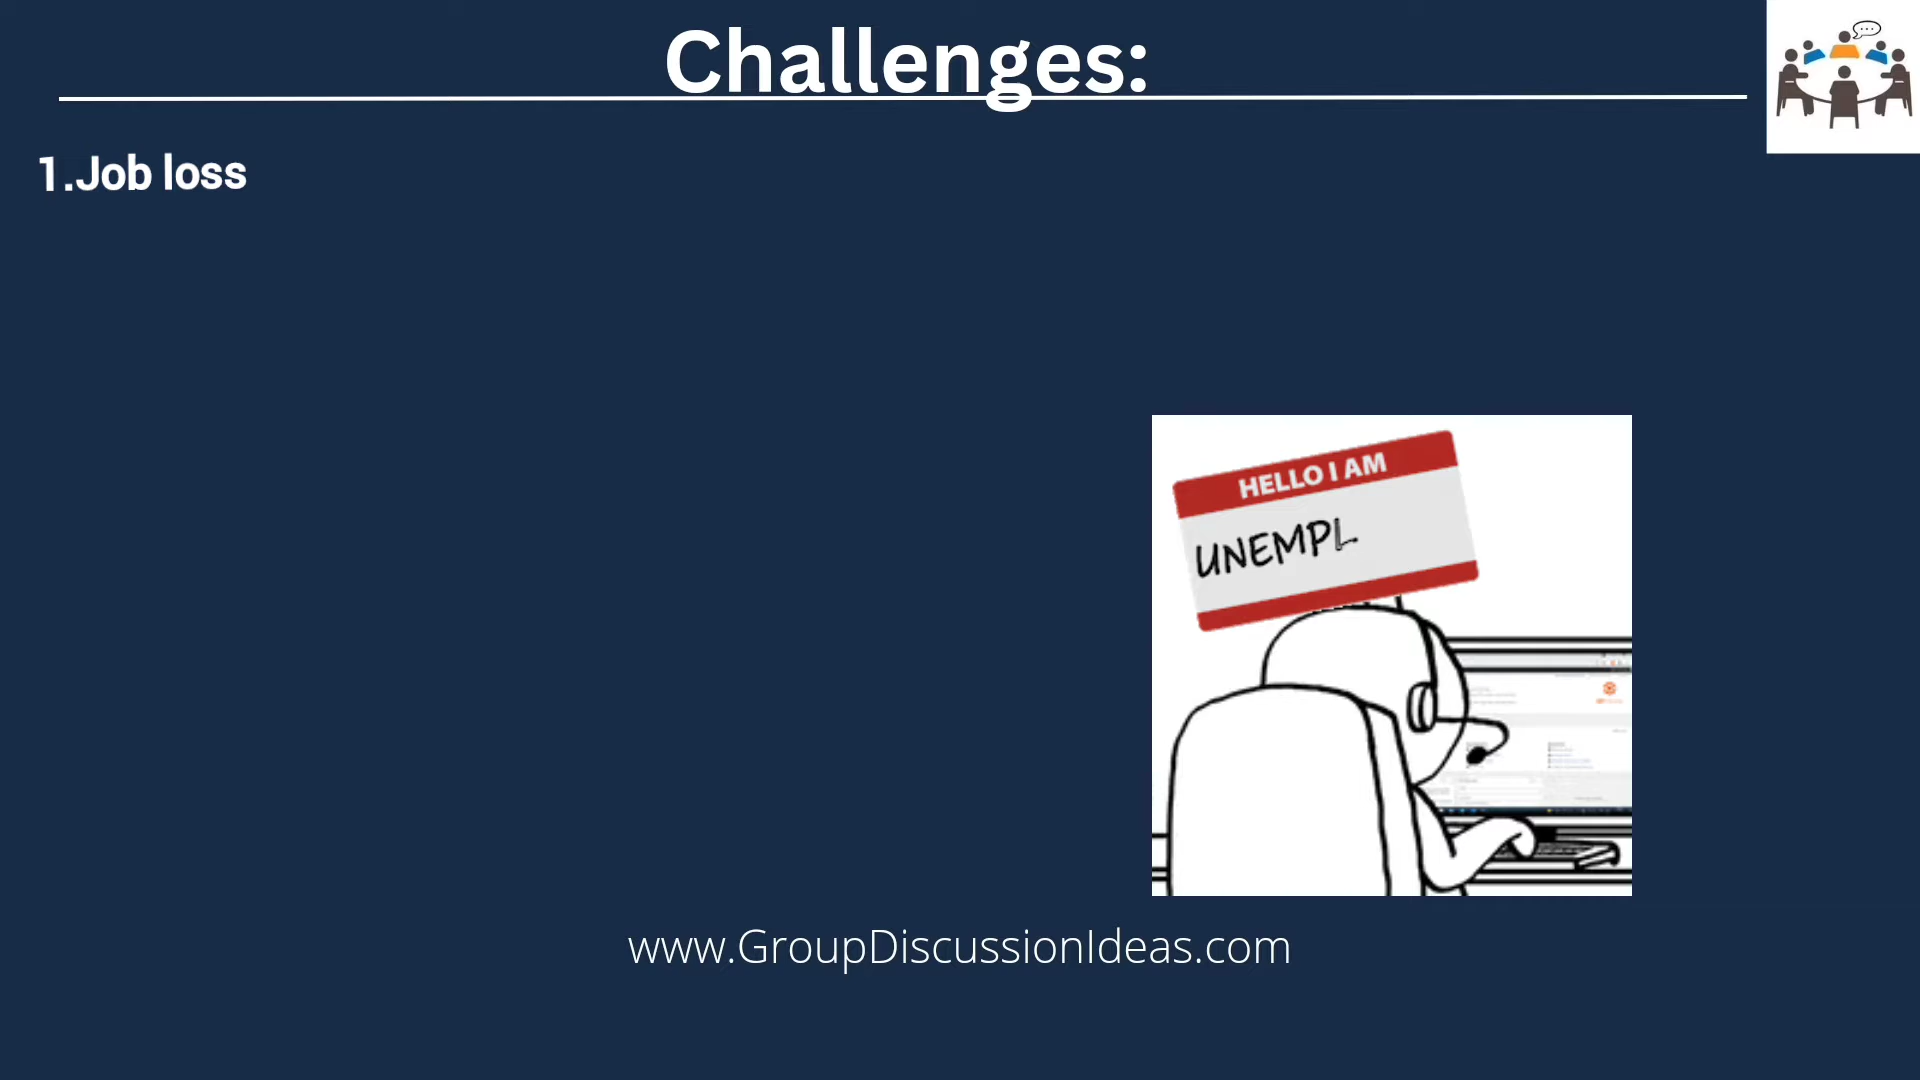 Challenges:
1.Job loss
HELLO I AM
UNEMPL
www.GroupDiscussionIdeas.com